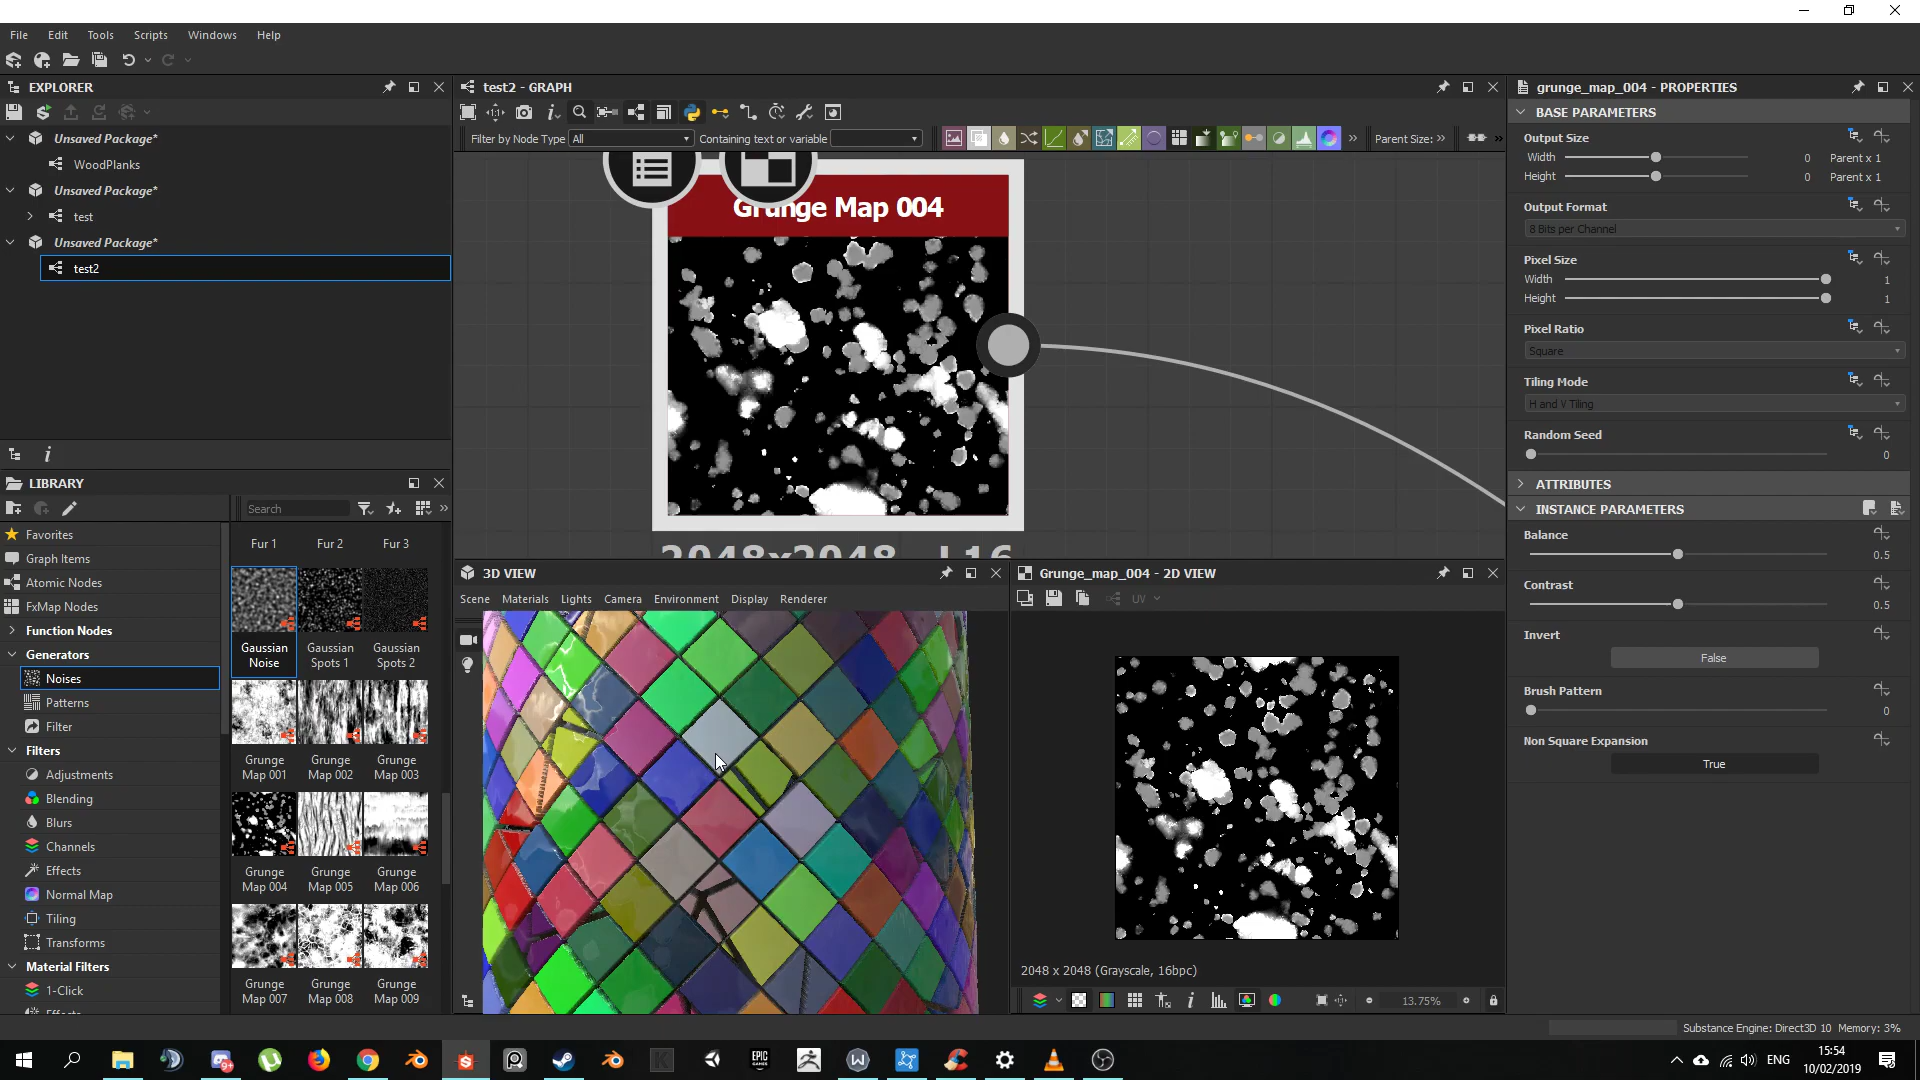 File Edit Tools Scripts Windows Help
EXPLORER
Unsaved Package*
WoodPlanks
Unsaved Package*
test
Unsaved Package*
test2
LIBRARY
Search
Favorites
Graph Items
Atomic Nodes
FxMap Nodes
Function Nodes
Generators
Noises
Patterns
Filter
Filters
Adjustments
Blending
Blurs
Channels
Effects
Normal Map
Tiling
Transforms
Material Filters
1-Click
Effects
Fur 1 Fur 2 Fur 3
Gaussian Noise
Gaussian Spots 1
Gaussian Spots 2
Grunge Map 001
Grunge Map 002
Grunge Map 003
Grunge Map 004
Grunge Map 005
Grunge Map 006
Grunge Map 007
Grunge Map 008
Grunge Map 009
test2 - GRAPH
Filter by Node Type All Containing text or variable Parent Size:
Grunge Map 004
2048x2048 - L16
3D VIEW
Scene Materials Lights Camera Environment Display Renderer
Grunge_map_004 - 2D VIEW
UV
2048 x 2048 (Grayscale, 16bpc)
13.75%
grunge_map_004 - PROPERTIES
BASE PARAMETERS
Output Size
Width 0 Parent x 1
Height 0 Parent x 1
Output Format
8 Bits per Channel
Pixel Size
Width 1
Height 1
Pixel Ratio
Square
Tiling Mode
H and V Tiling
Random Seed
0
ATTRIBUTES
INSTANCE PARAMETERS
Balance
0.5
Contrast
0.5
Invert
False
Brush Pattern
0
Non Square Expansion
True
Substance Engine: Direct3D 10 Memory: 3%
9+
EPIC GAMES
ENG
15:54
10/02/2019